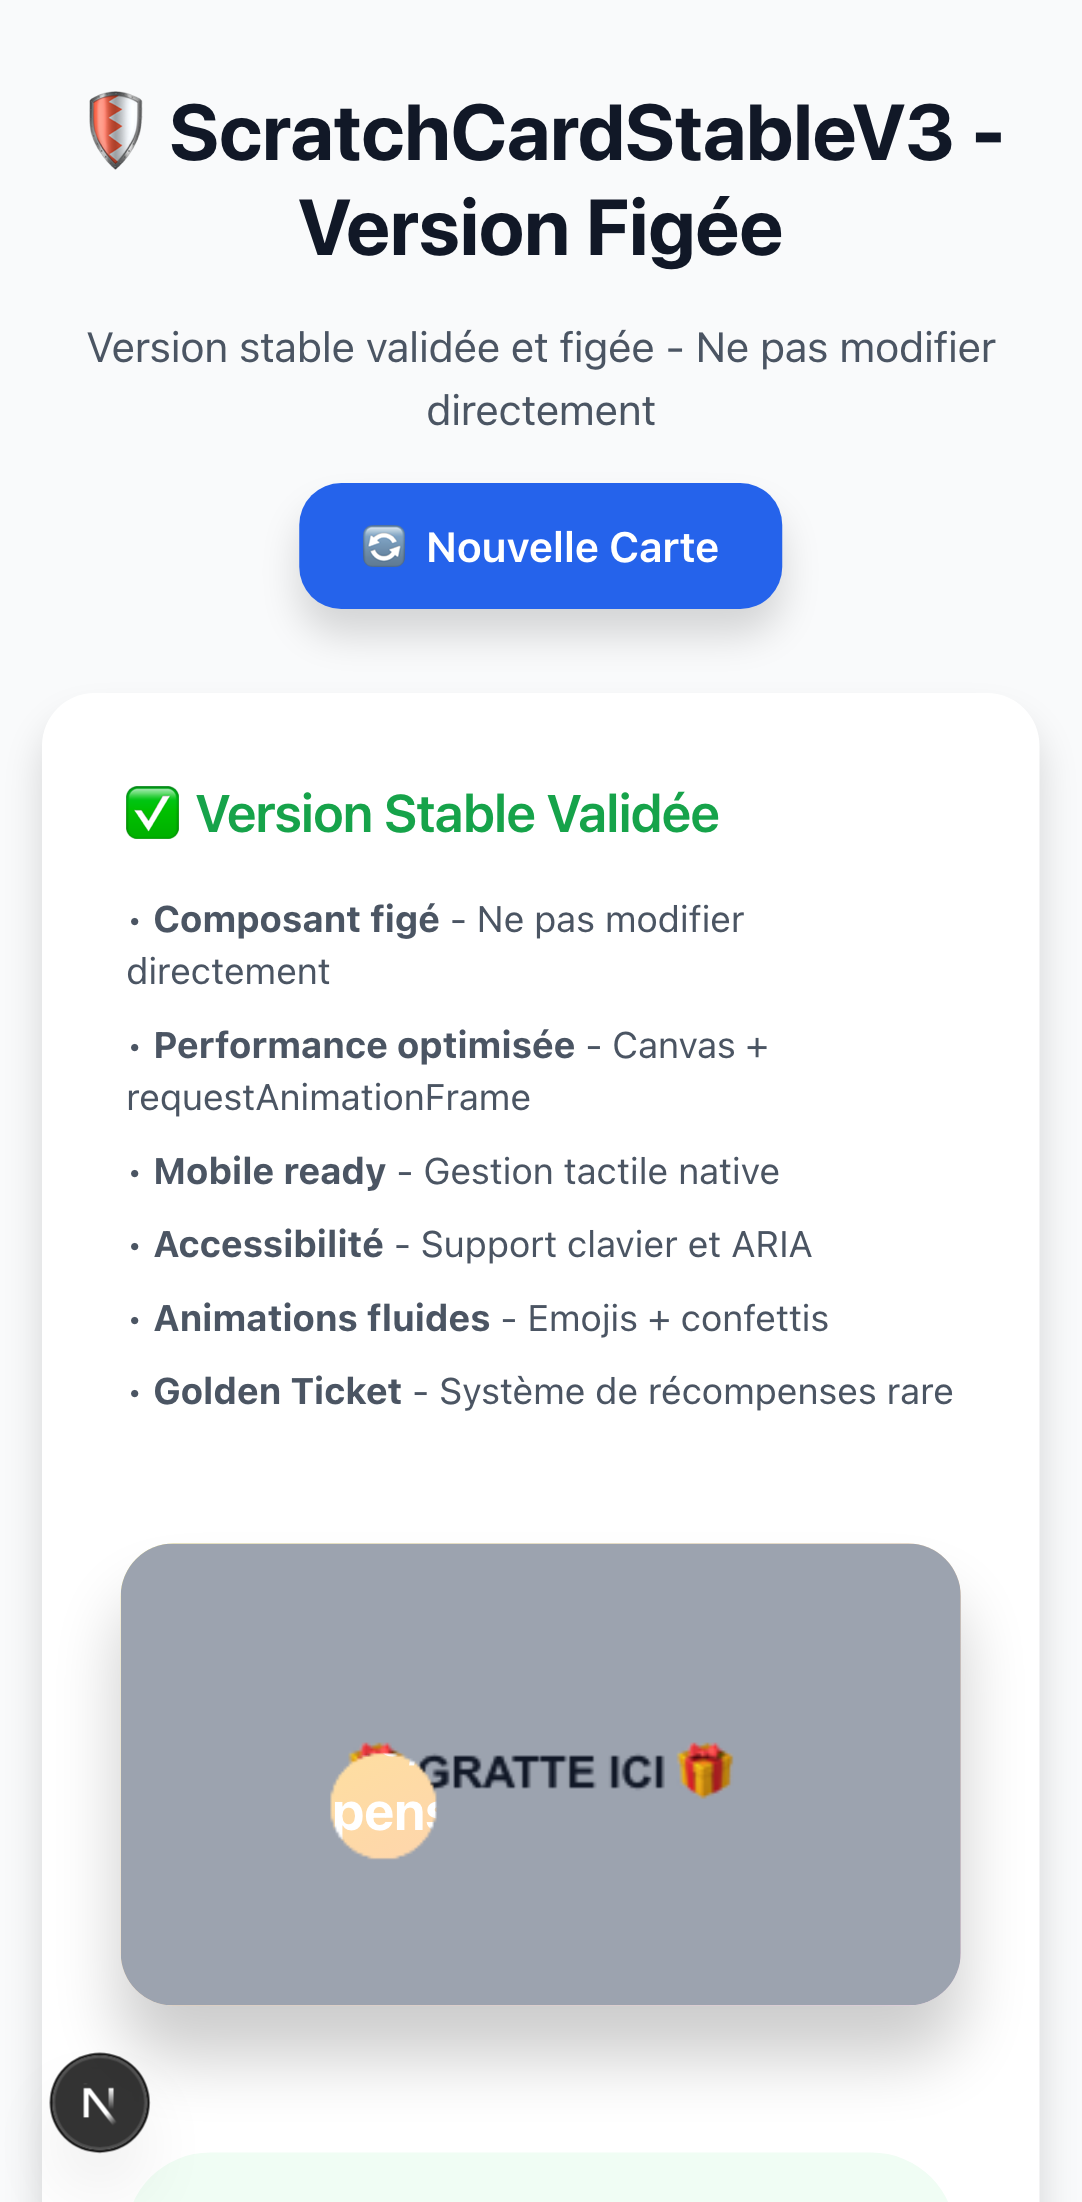 🛡️ ScratchCardStableV3 -
Version Figée
Version stable validée et figée - Ne pas modifier
directement
🔄 Nouvelle Carte
✅ Version Stable Validée
• Composant figé - Ne pas modifier
directement
• Performance optimisée - Canvas +
requestAnimationFrame
• Mobile ready - Gestion tactile native
• Accessibilité - Support clavier et ARIA
• Animations fluides - Emojis + confettis
• Golden Ticket - Système de récompenses rare
🎁 GRATTE ICI 🎁
pens
N